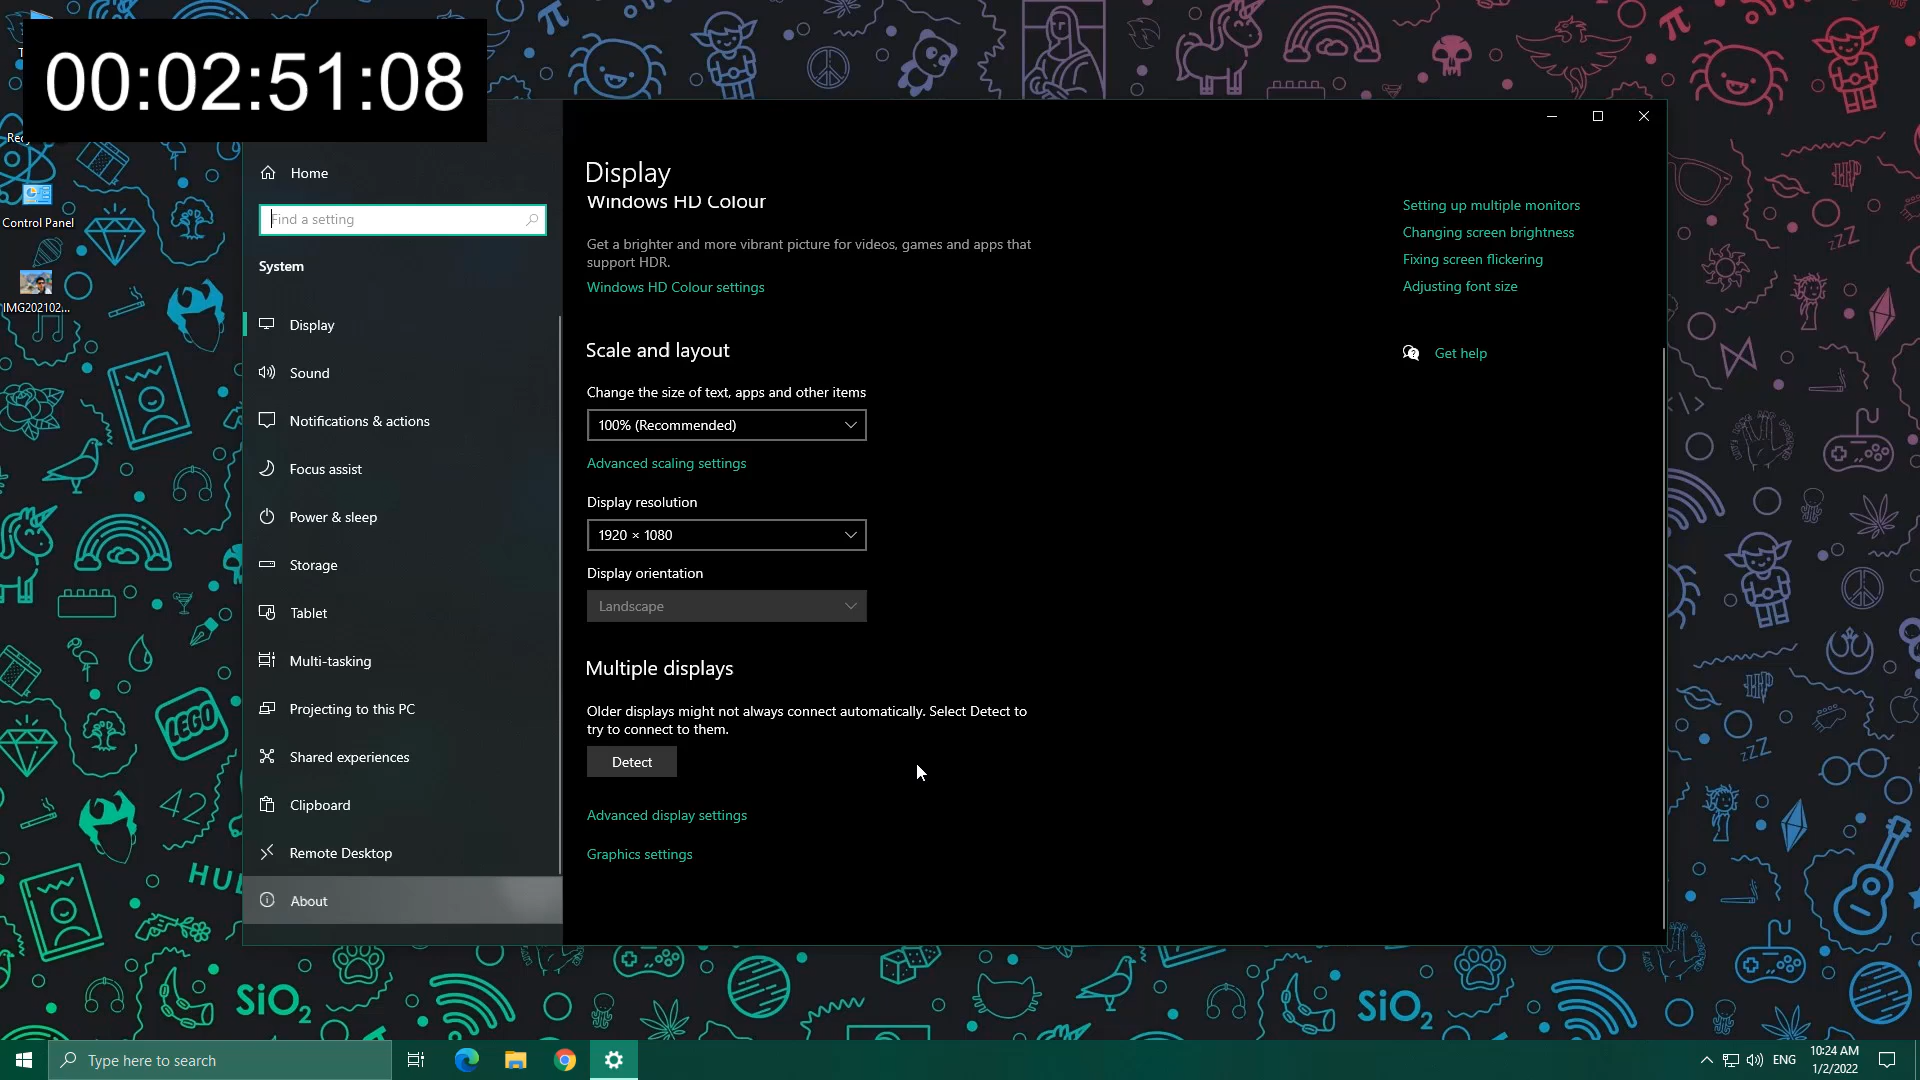 00:02:51:08
Control Panel
IMG202102...
Home
Find a setting
System
Display
Sound
Notifications & actions
Focus assist
Power & sleep
Storage
Tablet
Multi-tasking
Projecting to this PC
Shared experiences
Clipboard
Remote Desktop
About
Display
Windows HD Colour
Get a brighter and more vibrant picture for videos, games and apps that
support HDR.
Windows HD Colour settings
Scale and layout
Change the size of text, apps and other items
100% (Recommended)
Advanced scaling settings
Display resolution
1920 × 1080
Display orientation
Landscape
Multiple displays
Older displays might not always connect automatically. Select Detect to
try to connect to them.
Detect
Advanced display settings
Graphics settings
Setting up multiple monitors
Changing screen brightness
Fixing screen flickering
Adjusting font size
Get help
LEGO
42
HUL
SiO2
SiO2
zZZ
zZZ
</>
π
π
Type here to search
ENG
10:24 AM
1/2/2022